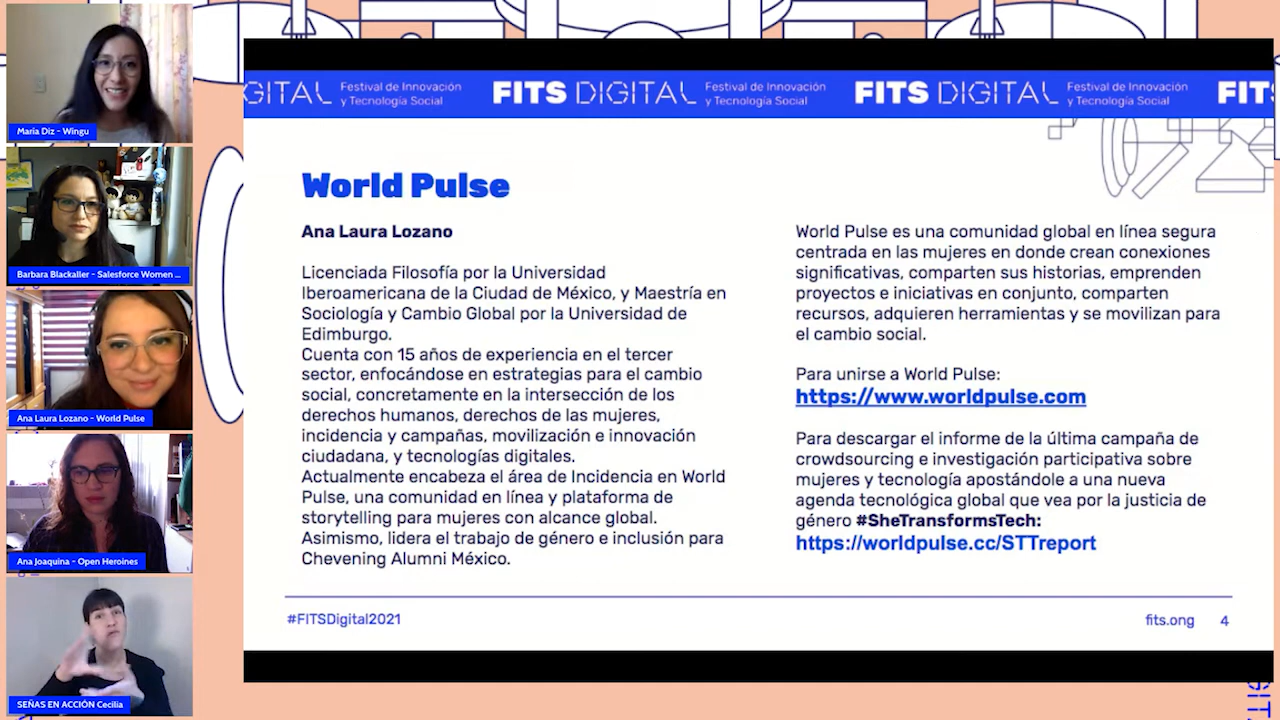 María Diz - Wingu
Barbara Blackaller - Salesforce Women ...
Ana Laura Lozano - World Pulse
Ana Joaquina - Open Heroines
SEÑAS EN ACCIÓN Cecilia
GITAL Festival de Innovación
y Tecnología Social
FITS DIGITAL Festival de Innovación
y Tecnología Social
FITS DIGITAL Festival de Innovación
y Tecnología Social
FIT
World Pulse
Ana Laura Lozano
Licenciada Filosofía por la Universidad
Iberoamericana de la Ciudad de México, y Maestría en
Sociología y Cambio Global por la Universidad de
Edimburgo.
Cuenta con 15 años de experiencia en el tercer
sector, enfocándose en estrategias para el cambio
social, concretamente en la intersección de los
derechos humanos, derechos de las mujeres,
incidencia y campañas, movilización e innovación
ciudadana, y tecnologías digitales.
Actualmente encabeza el área de Incidencia en World
Pulse, una comunidad en línea y plataforma de
storytelling para mujeres con alcance global.
Asimismo, lidera el trabajo de género e inclusión para
Chevening Alumni México.
World Pulse es una comunidad global en línea segura
centrada en las mujeres en donde crean conexiones
significativas, comparten sus historias, emprenden
proyectos e iniciativas en conjunto, comparten
recursos, adquieren herramientas y se movilizan para
el cambio social.
Para unirse a World Pulse:
https://www.worldpulse.com
Para descargar el informe de la última campaña de
crowdsourcing e investigación participativa sobre
mujeres y tecnología apostándole a una nueva
agenda tecnológica global que vea por la justicia de
género #SheTransformsTech:
https://worldpulse.cc/STTreport
#FITSDigital2021
fits.ong 4